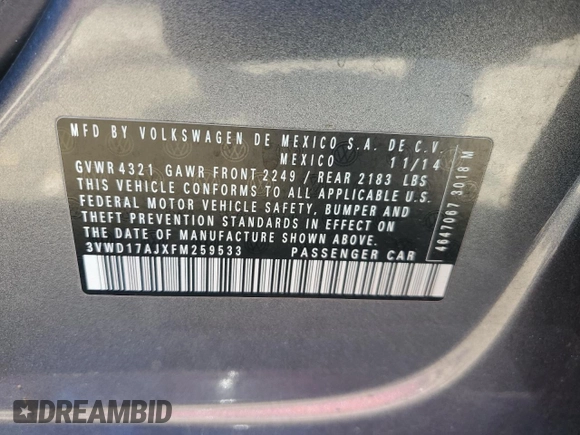 MFD BY VOLKSWAGEN DE MEXICO S.A. DE C.V.
MEXICO 11/14
GVWR 4321 GAWR FRONT 2249 / REAR 2183 LBS
THIS VEHICLE CONFORMS TO ALL APPLICABLE U.S.
FEDERAL MOTOR VEHICLE SAFETY, BUMPER AND
THEFT PREVENTION STANDARDS IN EFFECT ON
THE DATE OF MANUFACTURE SHOWN ABOVE.
3VWD17AJXFM259533 PASSENGER CAR
4647067 3018 M
DREAMBID